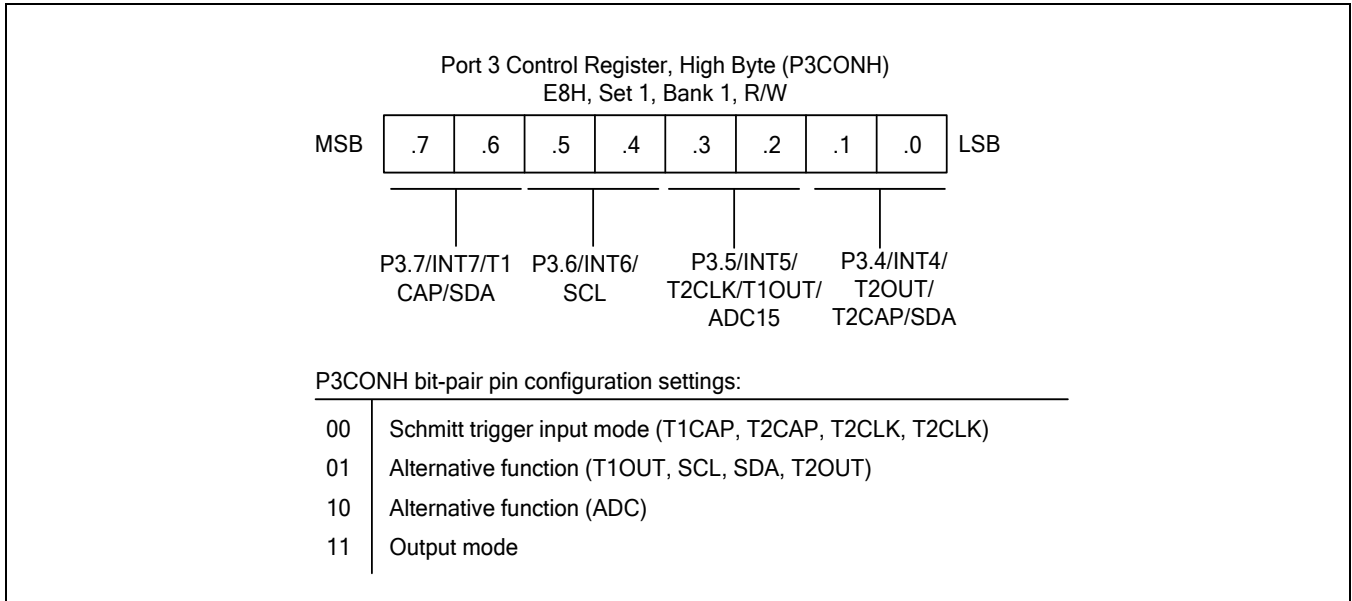 Port 3 Control Register, High Byte (P3CONH)
E8H, Set 1, Bank 1, R/W
MSB .7 .6 .5 .4 .3 .2 .1 .0 LSB
P3.7/INT7/T1
CAP/SDA
P3.6/INT6/
SCL
P3.5/INT5/
T2CLK/T1OUT/
ADC15
P3.4/INT4/
T2OUT/
T2CAP/SDA
P3CONH bit-pair pin configuration settings:
00 Schmitt trigger input mode (T1CAP, T2CAP, T2CLK, T2CLK)
01 Alternative function (T1OUT, SCL, SDA, T2OUT)
10 Alternative function (ADC)
11 Output mode